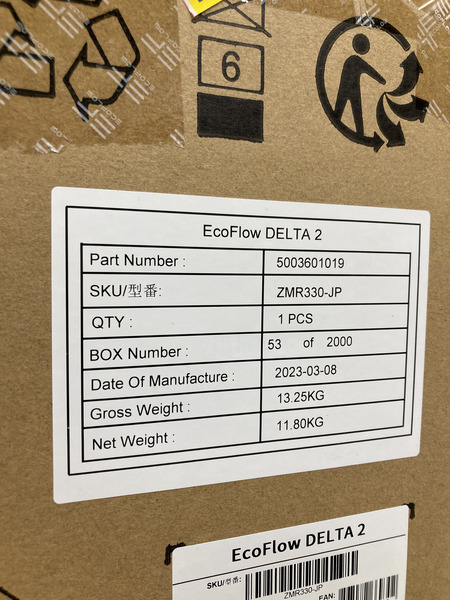 6
EcoFlow DELTA 2
Part Number : 5003601019
SKU/型番: ZMR330-JP
QTY : 1 PCS
BOX Number : 53 of 2000
Date Of Manufacture : 2023-03-08
Gross Weight : 13.25KG
Net Weight : 11.80KG
EcoFlow DELTA 2
SKU/型番:
ZMR330-JP
EAN: